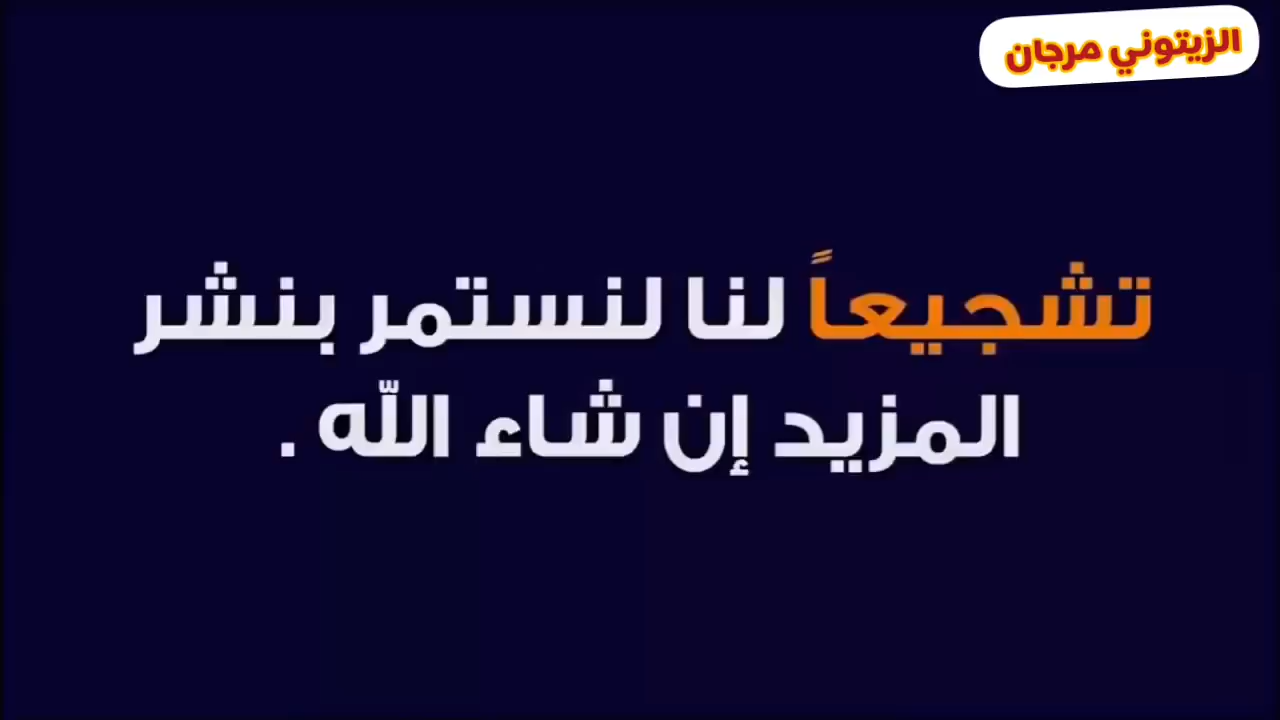 الزيتوني مرجان
تشجيعاً لنا لنستمر بنشر
المزيد إن شاء الله .